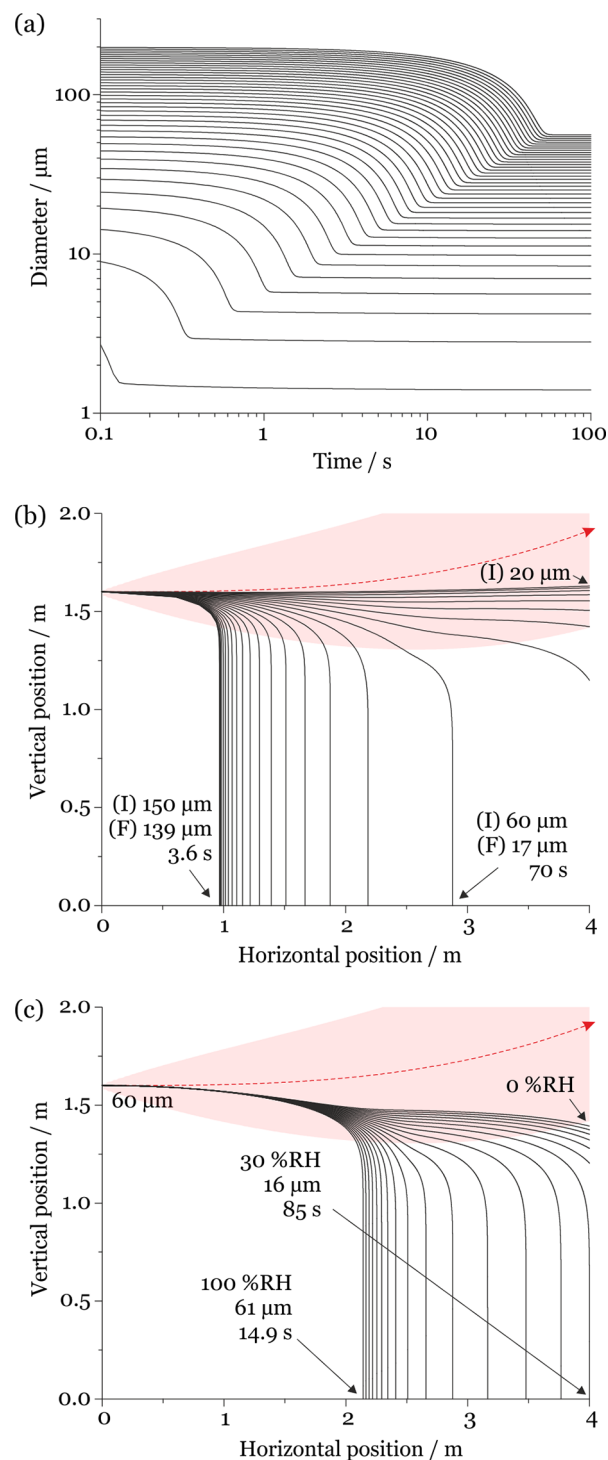 (a)
100
10
1
Diameter / µm
0.1
1
10
100
Time / s
(b)
2.0
1.5
1.0
0.5
0.0
Vertical position / m
(I) 20 µm
(I) 150 µm
(F) 139 µm
3.6 s
(I) 60 µm
(F) 17 µm
70 s
0
1
2
3
4
Horizontal position / m
(c)
2.0
1.5
1.0
0.5
0.0
Vertical position / m
60 µm
0 %RH
30 %RH
16 µm
85 s
100 %RH
61 µm
14.9 s
0
1
2
3
4
Horizontal position / m